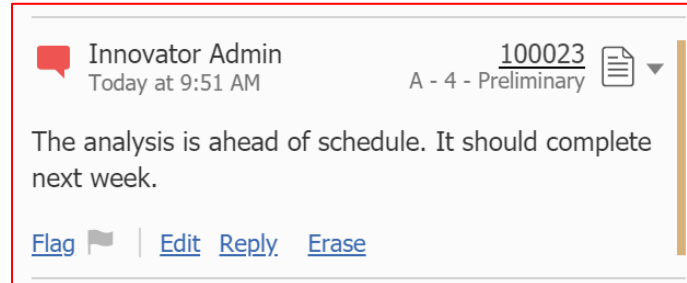 Innovator Admin 100023
Today at 9:51 AM A - 4 - Preliminary
The analysis is ahead of schedule. It should complete
next week.
Flag Edit Reply Erase